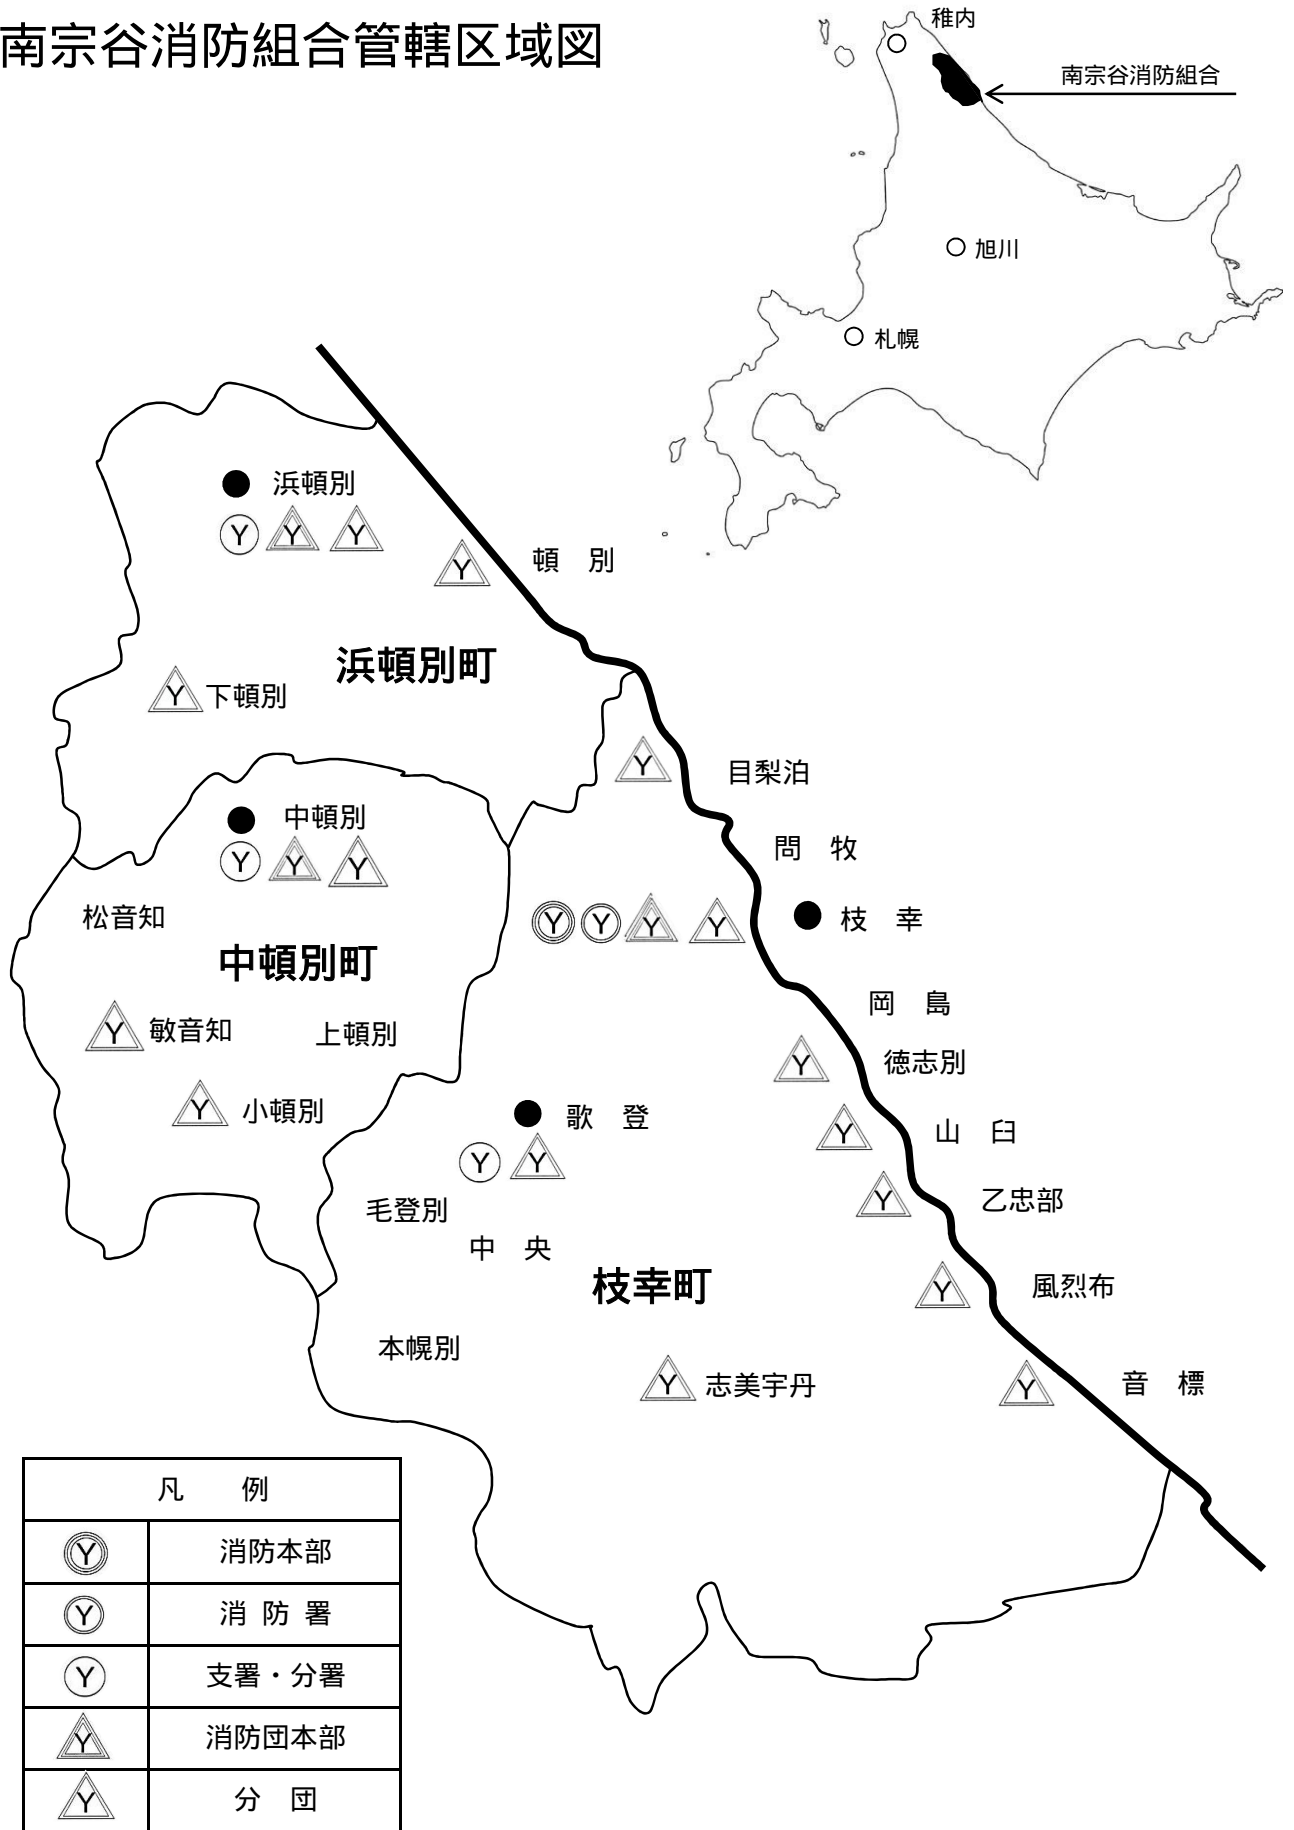 南宗谷消防組合管轄区域図
稚内
南宗谷消防組合
旭川
札幌
浜頓別
Y Y Y
Y
頓 別
浜頓別町
Y 下頓別
Y
目梨泊
中頓別
Y Y Y
問 牧
松音知
Y Y Y Y
枝 幸
中頓別町
岡 島
Y 敏音知
上頓別
Y
徳志別
Y 小頓別
歌 登
Y
山 臼
Y Y
毛登別
Y
乙忠部
中 央
枝幸町
Y
風烈布
本幌別
Y 志美宇丹
Y
音 標
凡 例
Y 消防本部
Y 消 防 署
Y 支署・分署
Y 消防団本部
Y 分 団